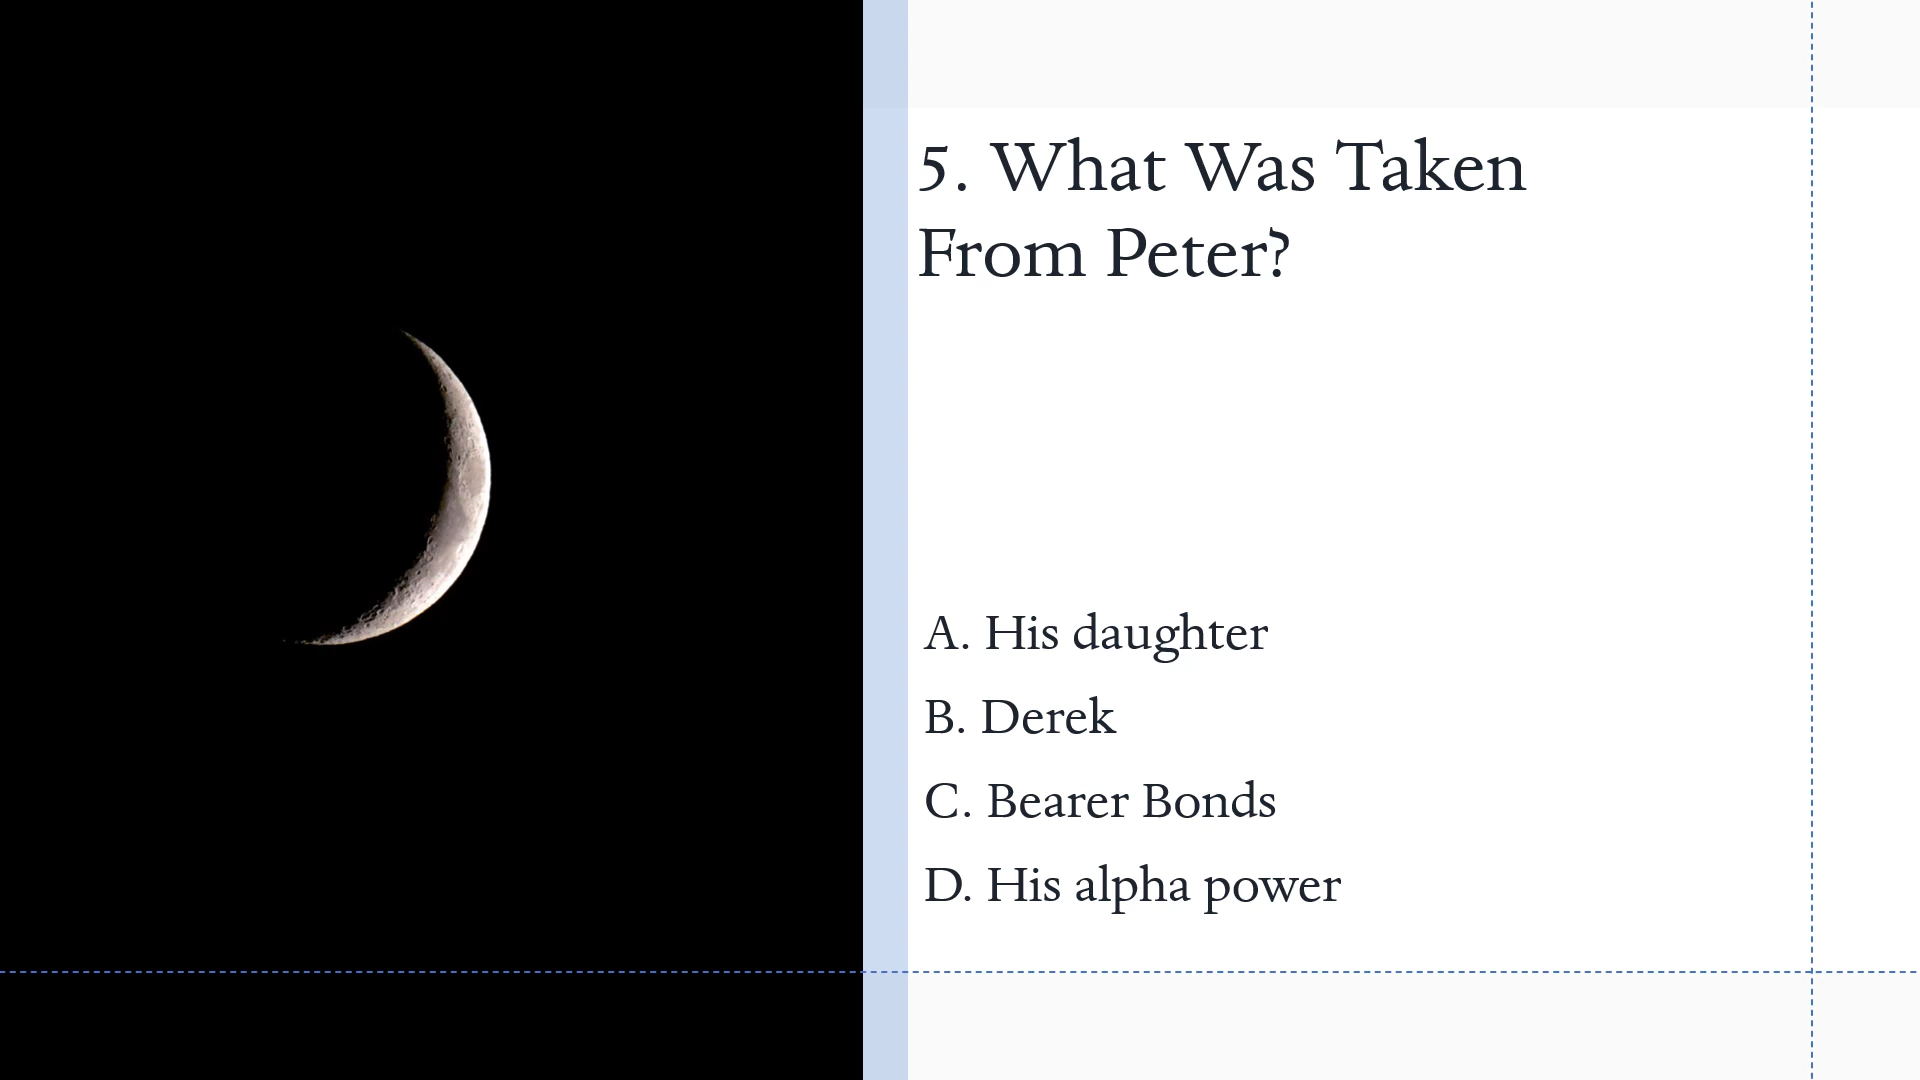 5. What Was Taken
From Peter?
A. His daughter
B. Derek
C. Bearer Bonds
D. His alpha power